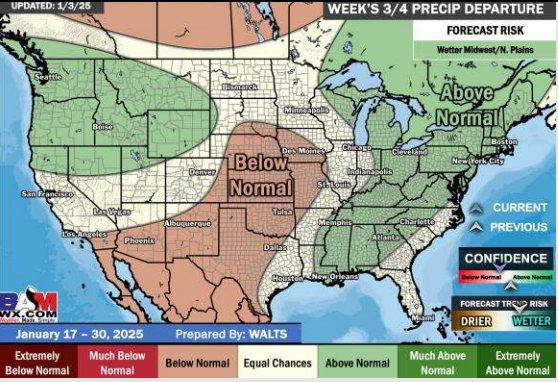 UPDATED: 1/3/25
WEEK'S 3/4 PRECIP DEPARTURE
FORECAST RISK
Wetter Midwest/N. Plains
Seattle
Bismarck
Above
Normal
Minneapolis
Boise
Boston
Chicago
Cleveland
Des Moines
New York City
Below
Normal
Denver
Indianapolis
St. Louis
San Francisco
Las Vegas
CURRENT
PREVIOUS
Tulsa
Memphis
Charlotte
Albuquerque
Los Angeles
Phoenix
Atlanta
Dallas
CONFIDENCE
Below Normal
Above Normal
Houston
New Orleans
BAM
WX.COM
Weather. Made. Simple.
FORECAST TREND RISK
DRIER
WETTER
Miami
January 17 – 30, 2025
Prepared By: WALTS
Extremely
Below Normal
Much Below
Normal
Below Normal
Equal Chances
Above Normal
Much Above
Normal
Extremely
Above Normal